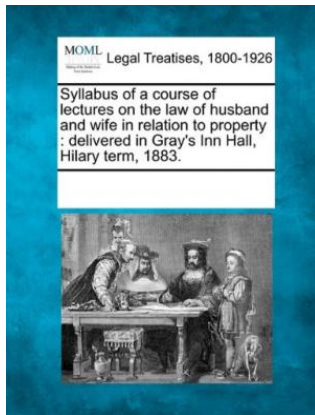 MOML
Legal Treatises, 1800-1926
Syllabus of a course of
lectures on the law of husband
and wife in relation to property
: delivered in Gray's Inn Hall,
Hilary term, 1883.